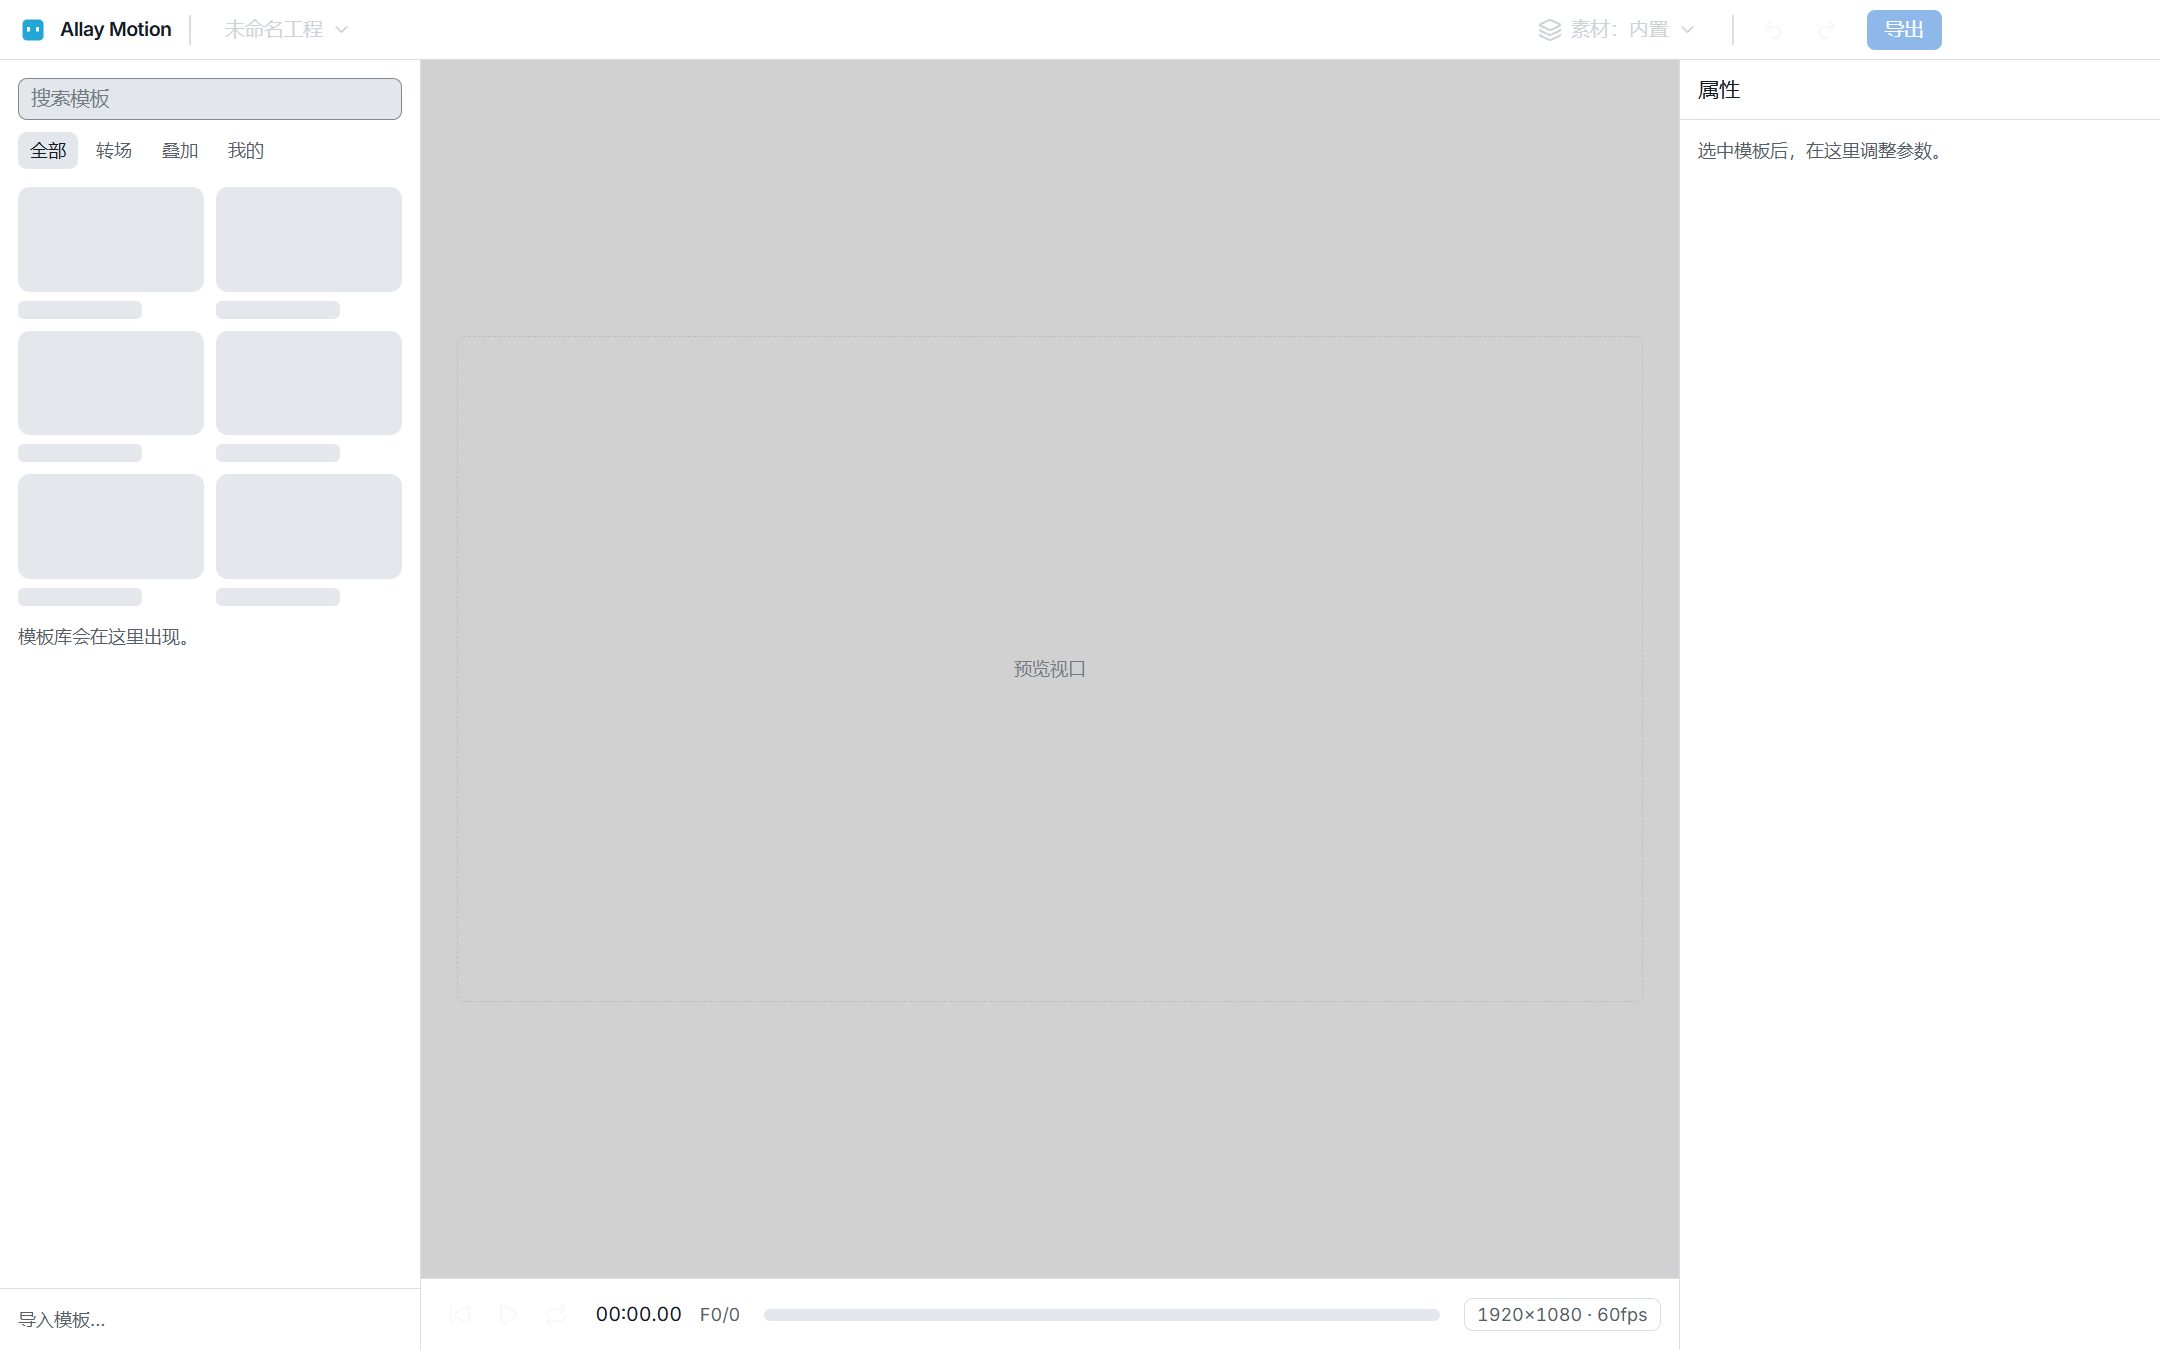 Allay Motion
未命名工程
素材：内置
导出
搜索模板
全部 转场 叠加 我的
模板库会在这里出现。
导入模板...
预览视口
00:00.00 F0/0
1920×1080 · 60fps
属性
选中模板后，在这里调整参数。